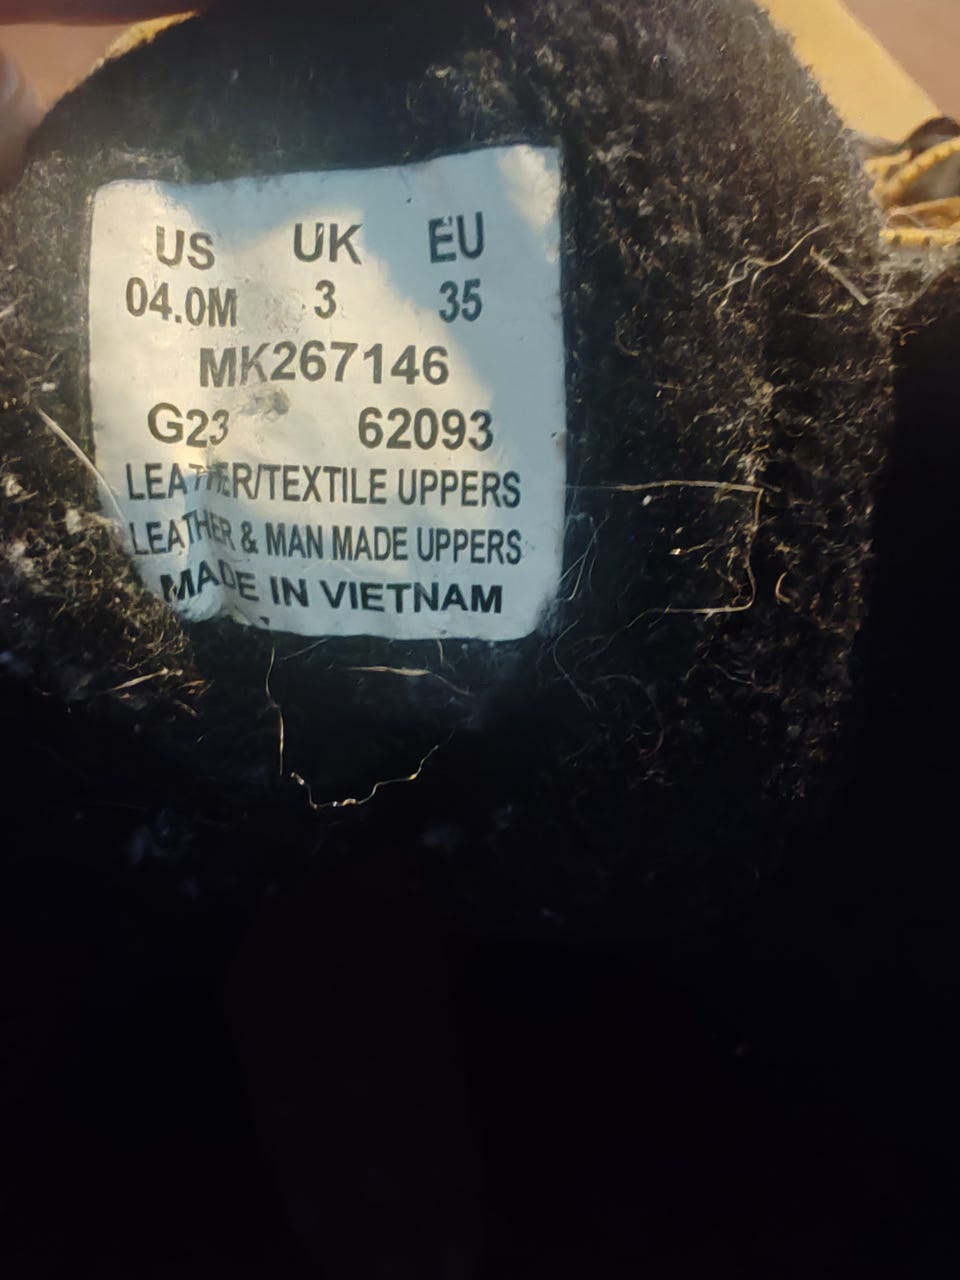 US UK EU
04.0M 3 35
MK267146
G23 62093
LEATHER/TEXTILE UPPERS
LEATHER & MAN MADE UPPERS
MADE IN VIETNAM